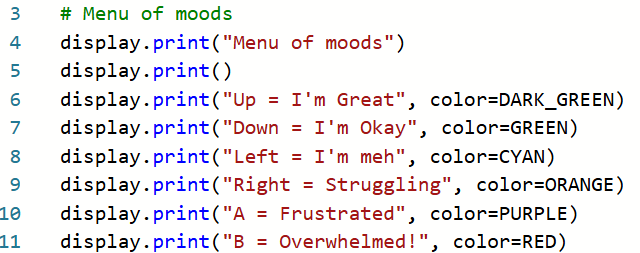 3 # Menu of moods
4 display.print("Menu of moods")
5 display.print()
6 display.print("Up = I'm Great", color=DARK_GREEN)
7 display.print("Down = I'm Okay", color=GREEN)
8 display.print("Left = I'm meh", color=CYAN)
9 display.print("Right = Struggling", color=ORANGE)
10 display.print("A = Frustrated", color=PURPLE)
11 display.print("B = Overwhelmed!", color=RED)